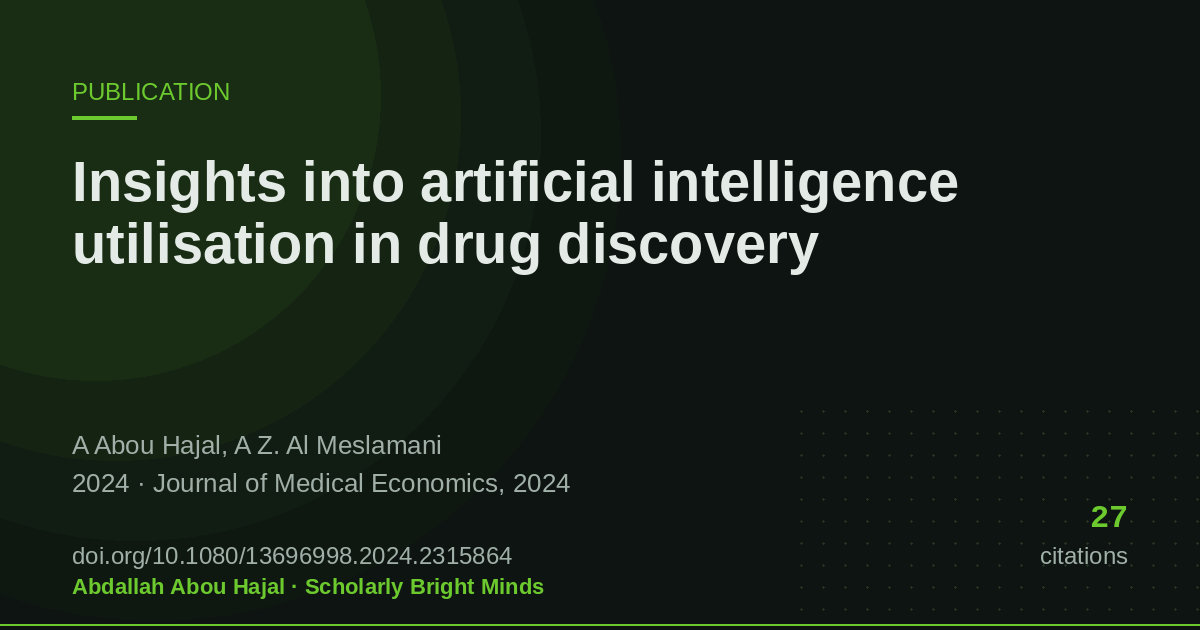 PUBLICATION
Insights into artificial intelligence
utilisation in drug discovery
A Abou Hajal, A Z. Al Meslamani
2024 · Journal of Medical Economics, 2024
27
citations
doi.org/10.1080/13696998.2024.2315864
Abdallah Abou Hajal · Scholarly Bright Minds